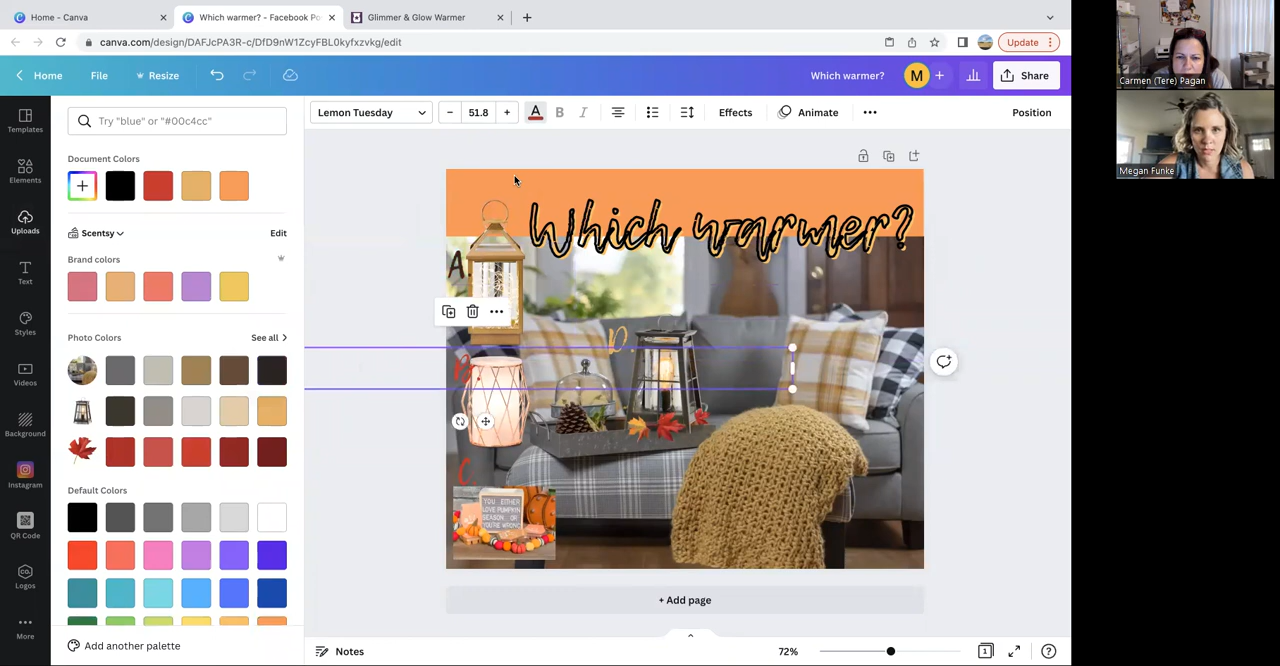 Home - Canva
Which warmer? - Facebook Po
Glimmer & Glow Warmer
canva.com/design/DAFJcPA3R-c/DfD9nW1ZcyFBL0kyfxzvkg/edit
Update
Home
File
Resize
Which warmer?
M
Share
Lemon Tuesday
51.8
A
B
I
Effects
Animate
Position
Templates
Elements
Uploads
Text
Styles
Videos
Background
Instagram
QR Code
Logos
More
Try "blue" or "#00c4cc"
Document Colors
Scentsy
Edit
Brand colors
Photo Colors
See all
Default Colors
Add another palette
Which warmer?
A
B.
C.
D.
YOU EITHER
LOVE PUMPKIN
SEASON OR
YOU'RE WRONG
+ Add page
Notes
72%
1
Carmen (Tere) Pagan
Megan Funke